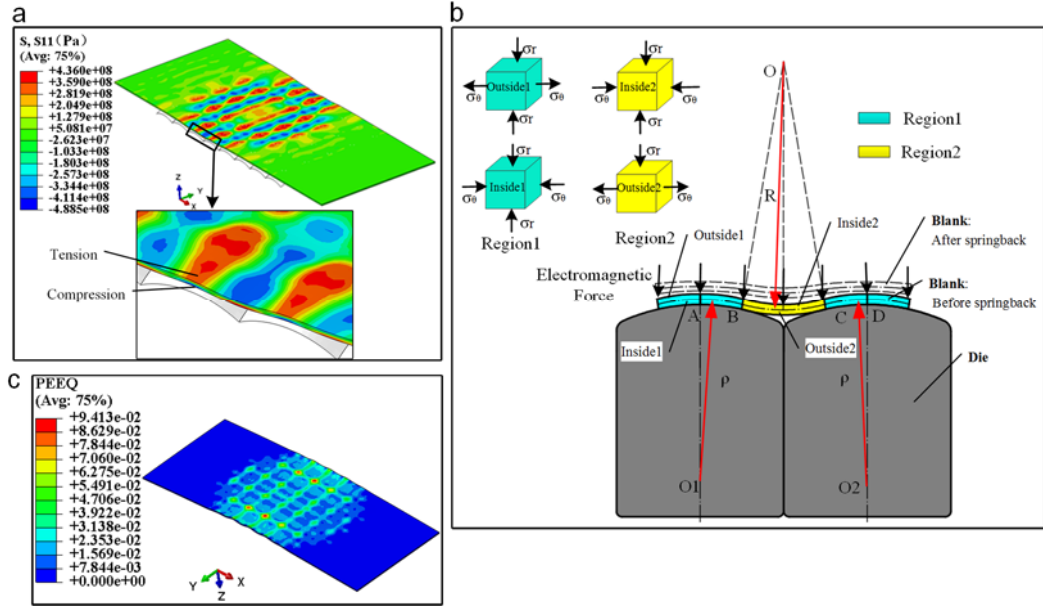 a
S, S11(Pa)
(Avg: 75%)
+4.360e+08
+3.590e+08
+2.819e+08
+2.049e+08
+1.279e+08
+5.081e+07
-2.623e+07
-1.033e+08
-1.803e+08
-2.573e+08
-3.344e+08
-4.114e+08
-4.885e+08
Z
Y
X
Tension
Compression
b
σr
σr
Outside1
Inside2
σθ
σθ
σθ
σθ
σr
σr
σr
σr
Inside1
Outside2
σθ
σθ
σθ
σθ
σr
σr
Region1
Region2
O
Region1
Region2
R
Outside1
Inside2
Blank:
After springback
Electromagnetic
Force
Blank:
Before springback
A
B
C
D
Inside1
Outside2
Die
ρ
ρ
O1
O2
c
PEEQ
(Avg: 75%)
+9.413e-02
+8.629e-02
+7.844e-02
+7.060e-02
+6.275e-02
+5.491e-02
+4.706e-02
+3.922e-02
+3.138e-02
+2.353e-02
+1.569e-02
+7.844e-03
+0.000e+00
Y
X
Z